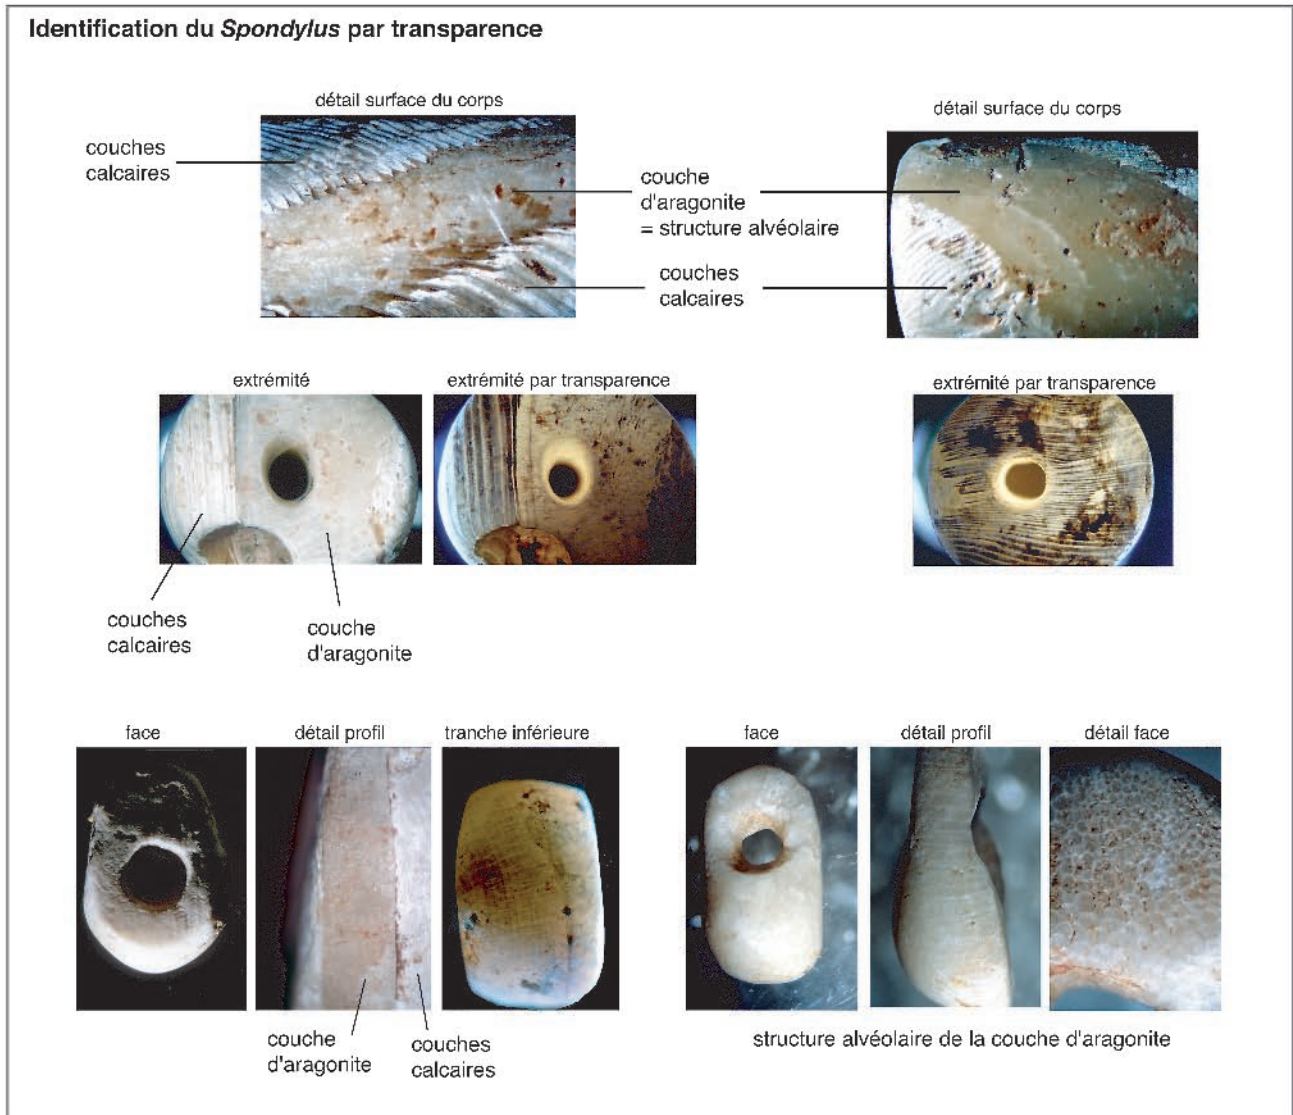 Identification du Spondylus par transparence
détail surface du corps
détail surface du corps
couches
calcaires
couche
d'aragonite
= structure alvéolaire
couches
calcaires
extrémité
extrémité par transparence
extrémité par transparence
couches
calcaires
couche
d'aragonite
face
détail profil
tranche inférieure
face
détail profil
détail face
couche
d'aragonite
couches
calcaires
structure alvéolaire de la couche d'aragonite